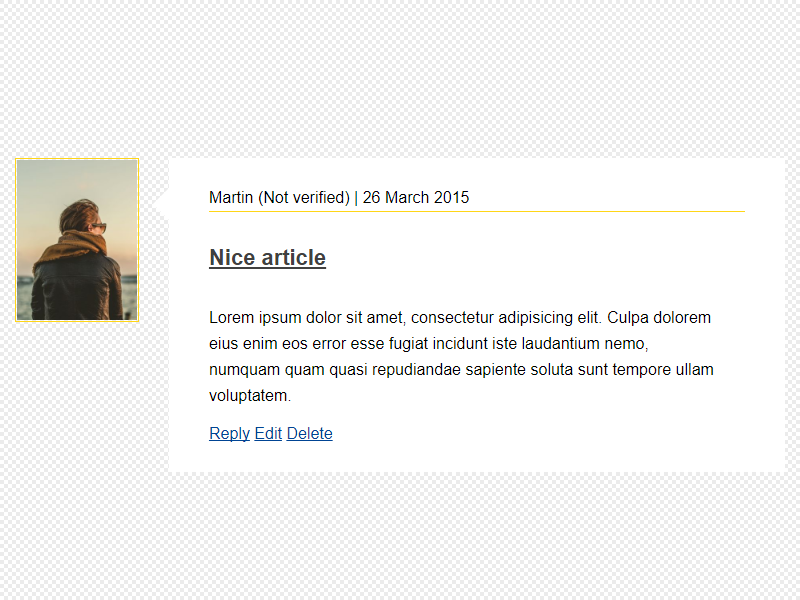 Martin (Not verified) | 26 March 2015
Nice article
Lorem ipsum dolor sit amet, consectetur adipisicing elit. Culpa dolorem
eius enim eos error esse fugiat incidunt iste laudantium nemo,
numquam quam quasi repudiandae sapiente soluta sunt tempore ullam
voluptatem.
Reply Edit Delete